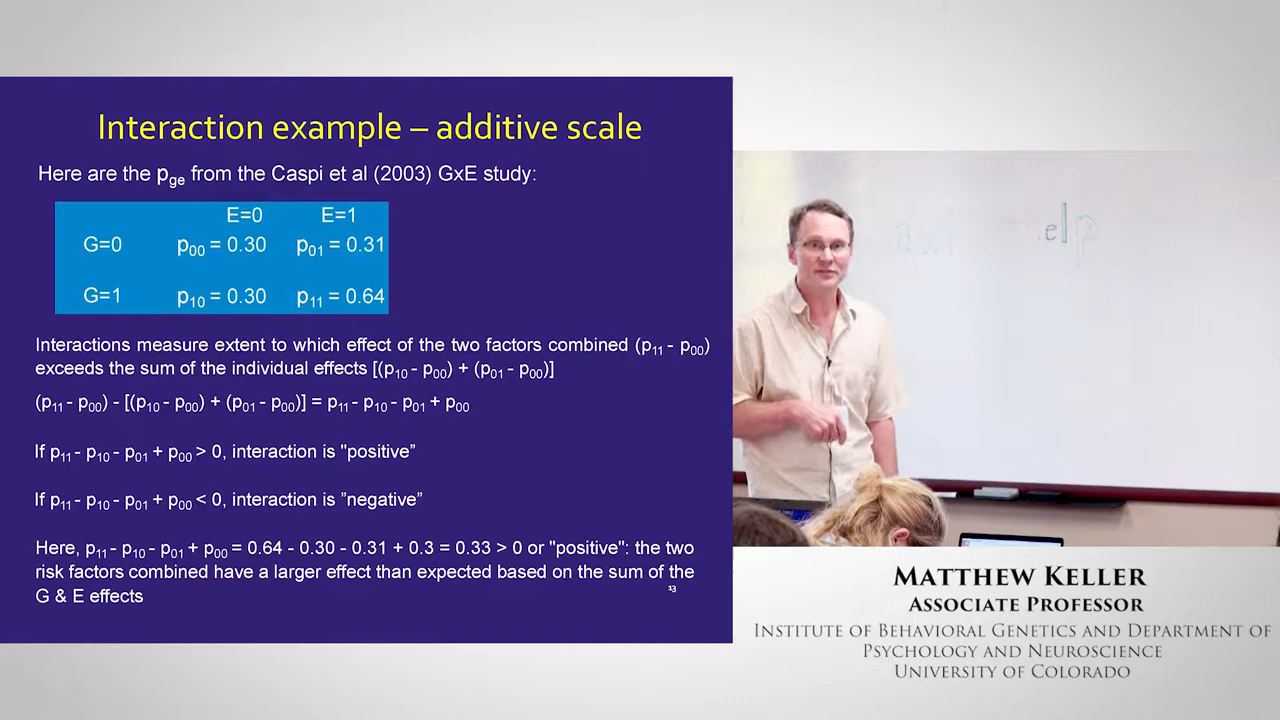 Interaction example – additive scale
Here are the pge from the Caspi et al (2003) GxE study:
E=0 E=1
G=0 p00 = 0.30 p01 = 0.31
G=1 p10 = 0.30 p11 = 0.64
Interactions measure extent to which effect of the two factors combined (p11 - p00)
exceeds the sum of the individual effects [(p10 – p00) + (p01 – p00)]
(p11 – p00) - [(p10 – p00) + (p01 – p00)] = p11 - p10 - p01 + p00
If p11 - p10 - p01 + p00 > 0, interaction is "positive”
If p11 - p10 - p01 + p00 < 0, interaction is ”negative”
Here, p11 - p10 - p01 + p00 = 0.64 - 0.30 - 0.31 + 0.3 = 0.33 > 0 or "positive": the two
risk factors combined have a larger effect than expected based on the sum of the
G & E effects
13
MATTHEW KELLER
ASSOCIATE PROFESSOR
INSTITUTE OF BEHAVIORAL GENETICS AND DEPARTMENT OF
PSYCHOLOGY AND NEUROSCIENCE
UNIVERSITY OF COLORADO